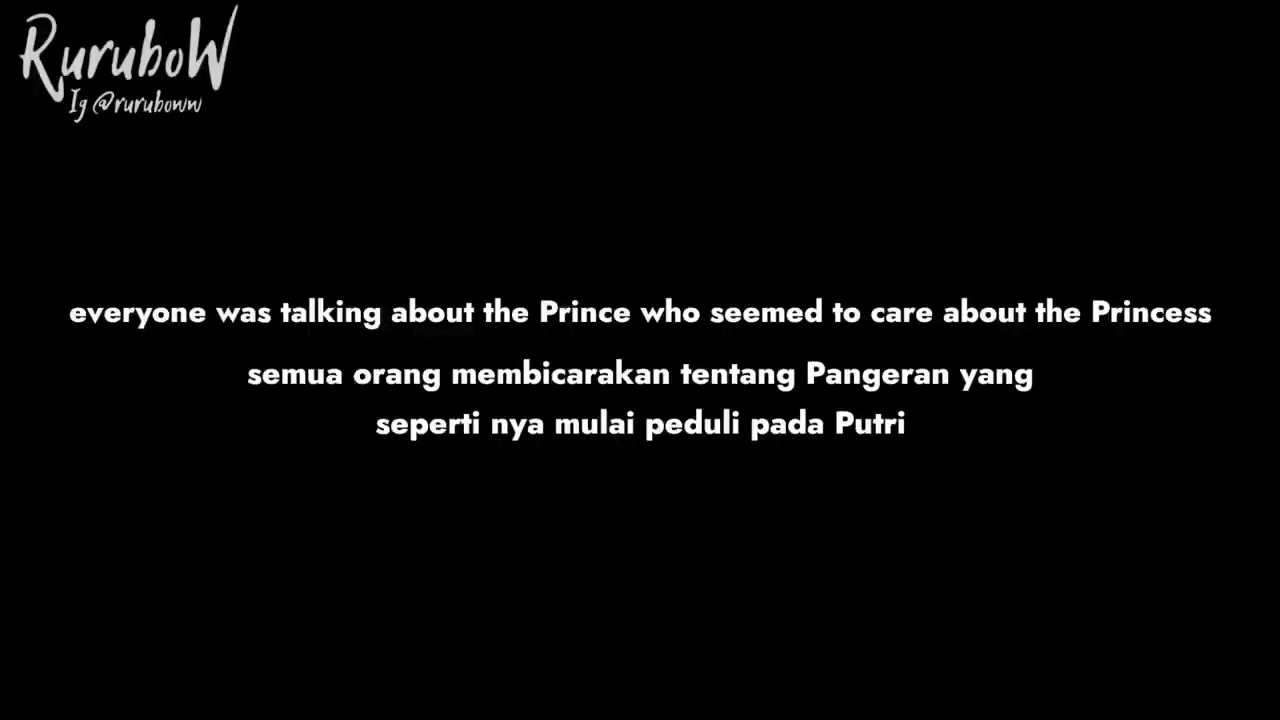 RuruboW
Ig @ruruboww
everyone was talking about the Prince who seemed to care about the Princess
semua orang membicarakan tentang Pangeran yang
seperti nya mulai peduli pada Putri